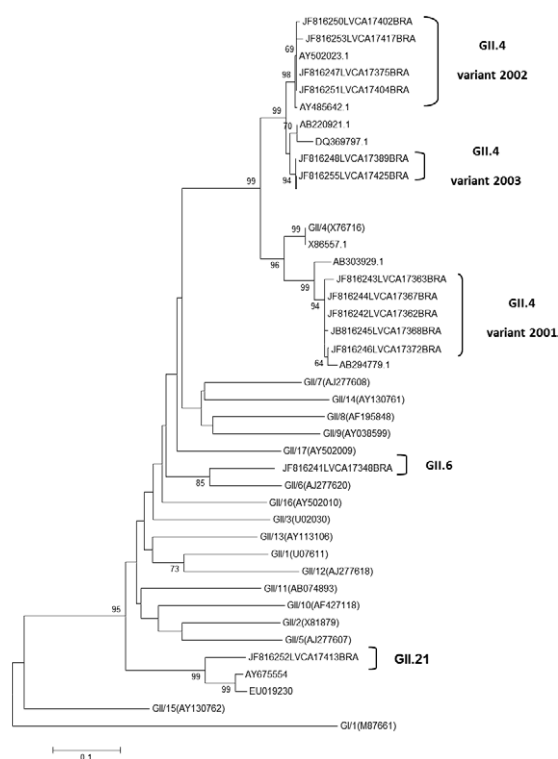 JF816250LVCA17402BRA
JF816253LVCA17417BRA
69
AY502023.1
GII.4
98
JF816247LVCA17375BRA
variant 2002
JF816251LVCA17404BRA
AY485642.1
99
70
AB220921.1
DQ369797.1
JF816248LVCA17389BRA
GII.4
99
94
JF816255LVCA17425BRA
variant 2003
99
GII/4(X76716)
X86557.1
96
AB303929.1
99
JF816243LVCA17363BRA
94
JF816244LVCA17367BRA
GII.4
JF816242LVCA17362BRA
variant 2001
JB816245LVCA17368BRA
JF816246LVCA17372BRA
64
AB294779.1
GII/7(AJ277608)
GII/14(AY130761)
GII/8(AF195848)
GII/9(AY038599)
GII/17(AY502009)
JF816241LVCA17348BRA
GII.6
85
GII/6(AJ277620)
GII/16(AY502010)
GII/3(U02030)
GII/13(AY113106)
GII/1(U07611)
73
GII/12(AJ277618)
GII/11(AB074893)
95
GII/10(AF427118)
GII/2(X81879)
GII/5(AJ277607)
JF816252LVCA17413BRA
GII.21
99
AY675554
99
EU019230
GII/15(AY130762)
GI/1(M87661)
0.1